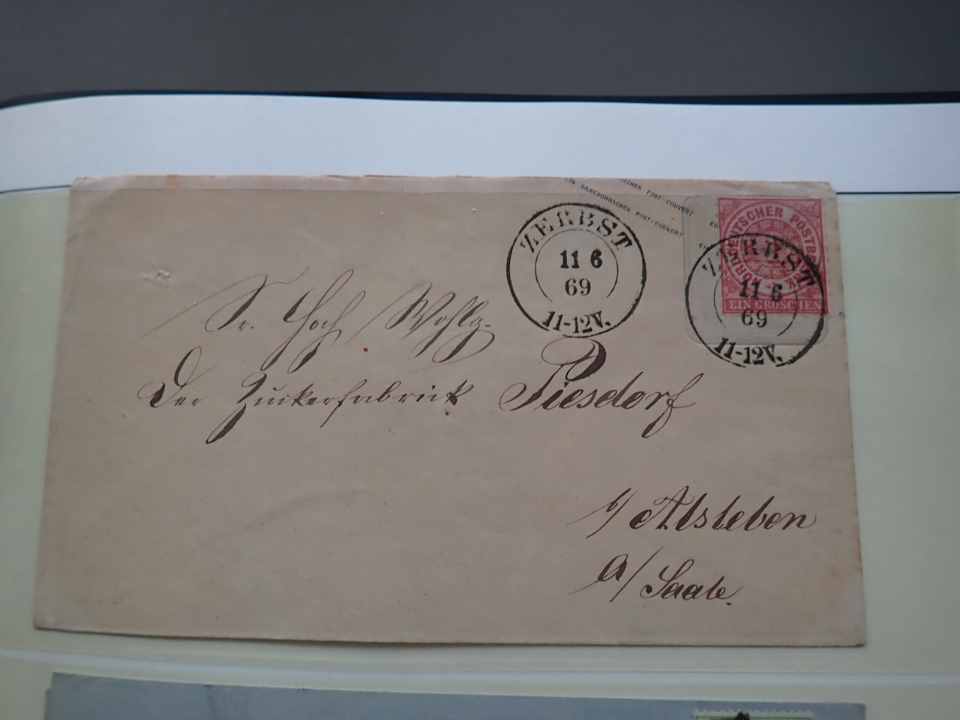 ZERBST
11 6
69
11-12V.
NORDDEUTSCHER POSTBEZIRK
EIN GROSCHEN
ZERBST
11 6
69
11-12V.
Sr. Hoch Wohlg.
Der Zuckerfabrick Piesdorf
b/ Alsleben
a/ Saale.